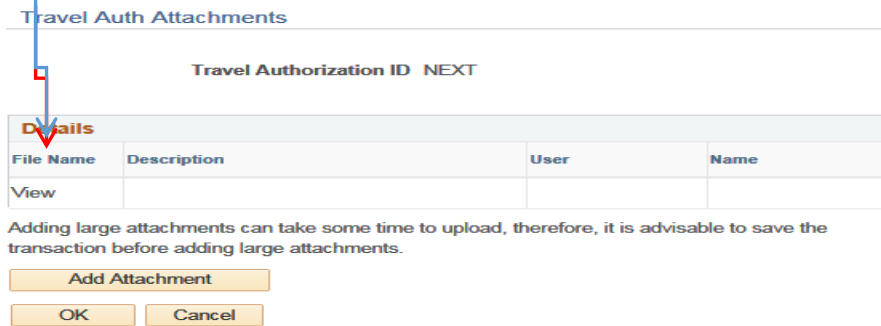 Travel Auth Attachments
Travel Authorization ID NEXT
Details
File Name Description User Name
View
Adding large attachments can take some time to upload, therefore, it is advisable to save the
transaction before adding large attachments.
Add Attachment
OK Cancel